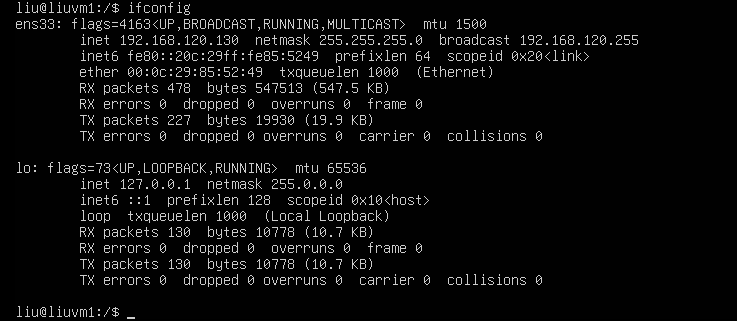 liu@liuvm1:/$ ifconfig
ens33: flags=4163<UP,BROADCAST,RUNNING,MULTICAST>  mtu 1500
        inet 192.168.120.130  netmask 255.255.255.0  broadcast 192.168.120.255
        inet6 fe80::20c:29ff:fe85:5249  prefixlen 64  scopeid 0x20<link>
        ether 00:0c:29:85:52:49  txqueuelen 1000  (Ethernet)
        RX packets 478  bytes 547513 (547.5 KB)
        RX errors 0  dropped 0  overruns 0  frame 0
        TX packets 227  bytes 19930 (19.9 KB)
        TX errors 0  dropped 0 overruns 0  carrier 0  collisions 0

lo: flags=73<UP,LOOPBACK,RUNNING>  mtu 65536
        inet 127.0.0.1  netmask 255.0.0.0
        inet6 ::1  prefixlen 128  scopeid 0x10<host>
        loop  txqueuelen 1000  (Local Loopback)
        RX packets 130  bytes 10778 (10.7 KB)
        RX errors 0  dropped 0  overruns 0  frame 0
        TX packets 130  bytes 10778 (10.7 KB)
        TX errors 0  dropped 0 overruns 0  carrier 0  collisions 0

liu@liuvm1:/$ _